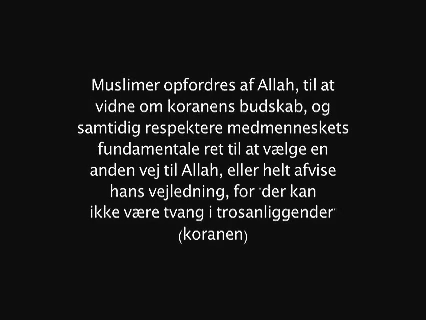 Muslimer opfordres af Allah, til at
vidne om koranens budskab, og
samtidig respektere medmenneskets
fundamentale ret til at vælge en
anden vej til Allah, eller helt afvise
hans vejledning, for "der kan
ikke være tvang i trosanliggender"
(koranen)